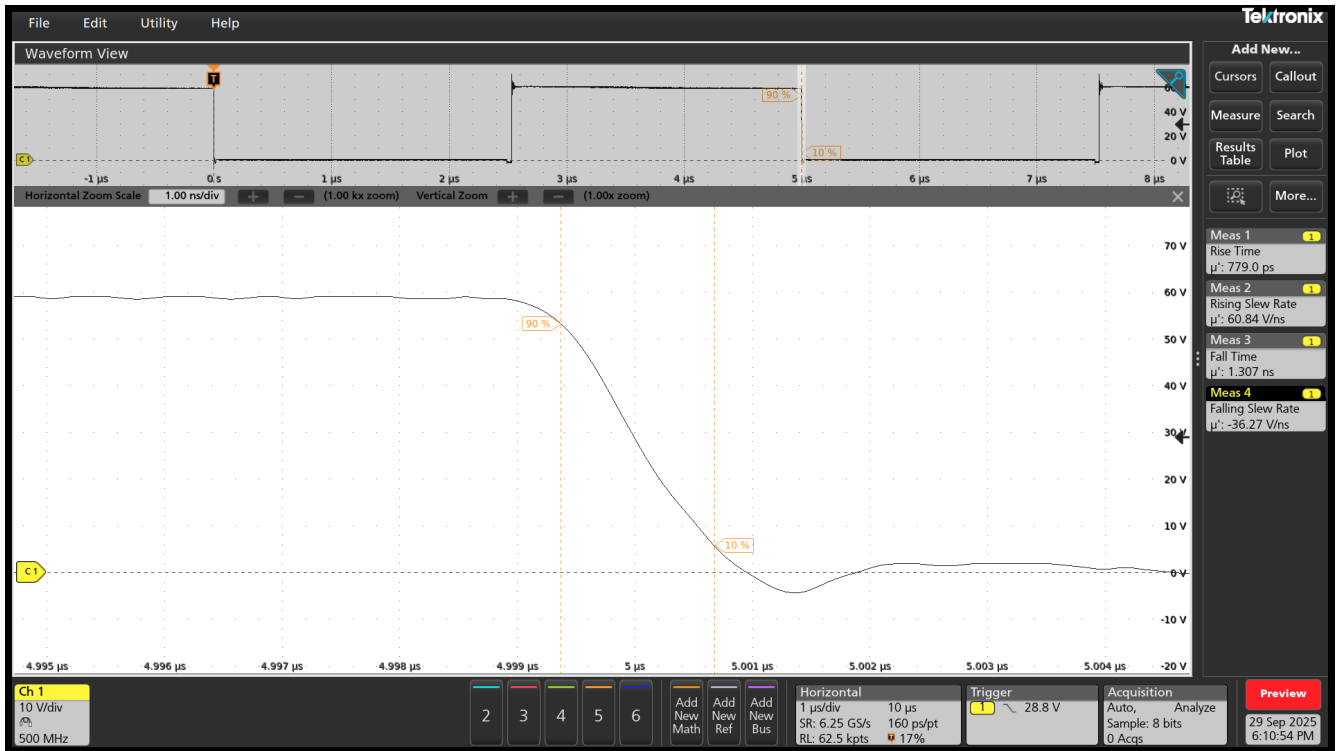 File Edit Utility Help
Tektronix
Waveform View
Add New...
Cursors Callout
Measure Search
Results Table Plot
More...
T
90 %
10 %
C 1
40 V
20 V
0 V
-1 µs 0 s 1 µs 2 µs 3 µs 4 µs 5 µs 6 µs 7 µs 8 µs
Horizontal Zoom Scale 1.00 ns/div + − (1.00 kx zoom) Vertical Zoom + − (1.00x zoom) ×
70 V
60 V
50 V
40 V
30 V
20 V
10 V
0 V
-10 V
-20 V
90 %
10 %
C 1
4.995 µs 4.996 µs 4.997 µs 4.998 µs 4.999 µs 5 µs 5.001 µs 5.002 µs 5.003 µs 5.004 µs
Meas 1 1
Rise Time
µ': 779.0 ps
Meas 2 1
Rising Slew Rate
µ': 60.84 V/ns
Meas 3 1
Fall Time
µ': 1.307 ns
Meas 4 1
Falling Slew Rate
µ': -36.27 V/ns
Ch 1
10 V/div
500 MHz
2 3 4 5 6
Add New Math
Add New Ref
Add New Bus
Horizontal
1 µs/div 10 µs
SR: 6.25 GS/s 160 ps/pt
RL: 62.5 kpts T 17%
Trigger
1 28.8 V
Acquisition
Auto, Analyze
Sample: 8 bits
0 Acqs
Preview
29 Sep 2025
6:10:54 PM